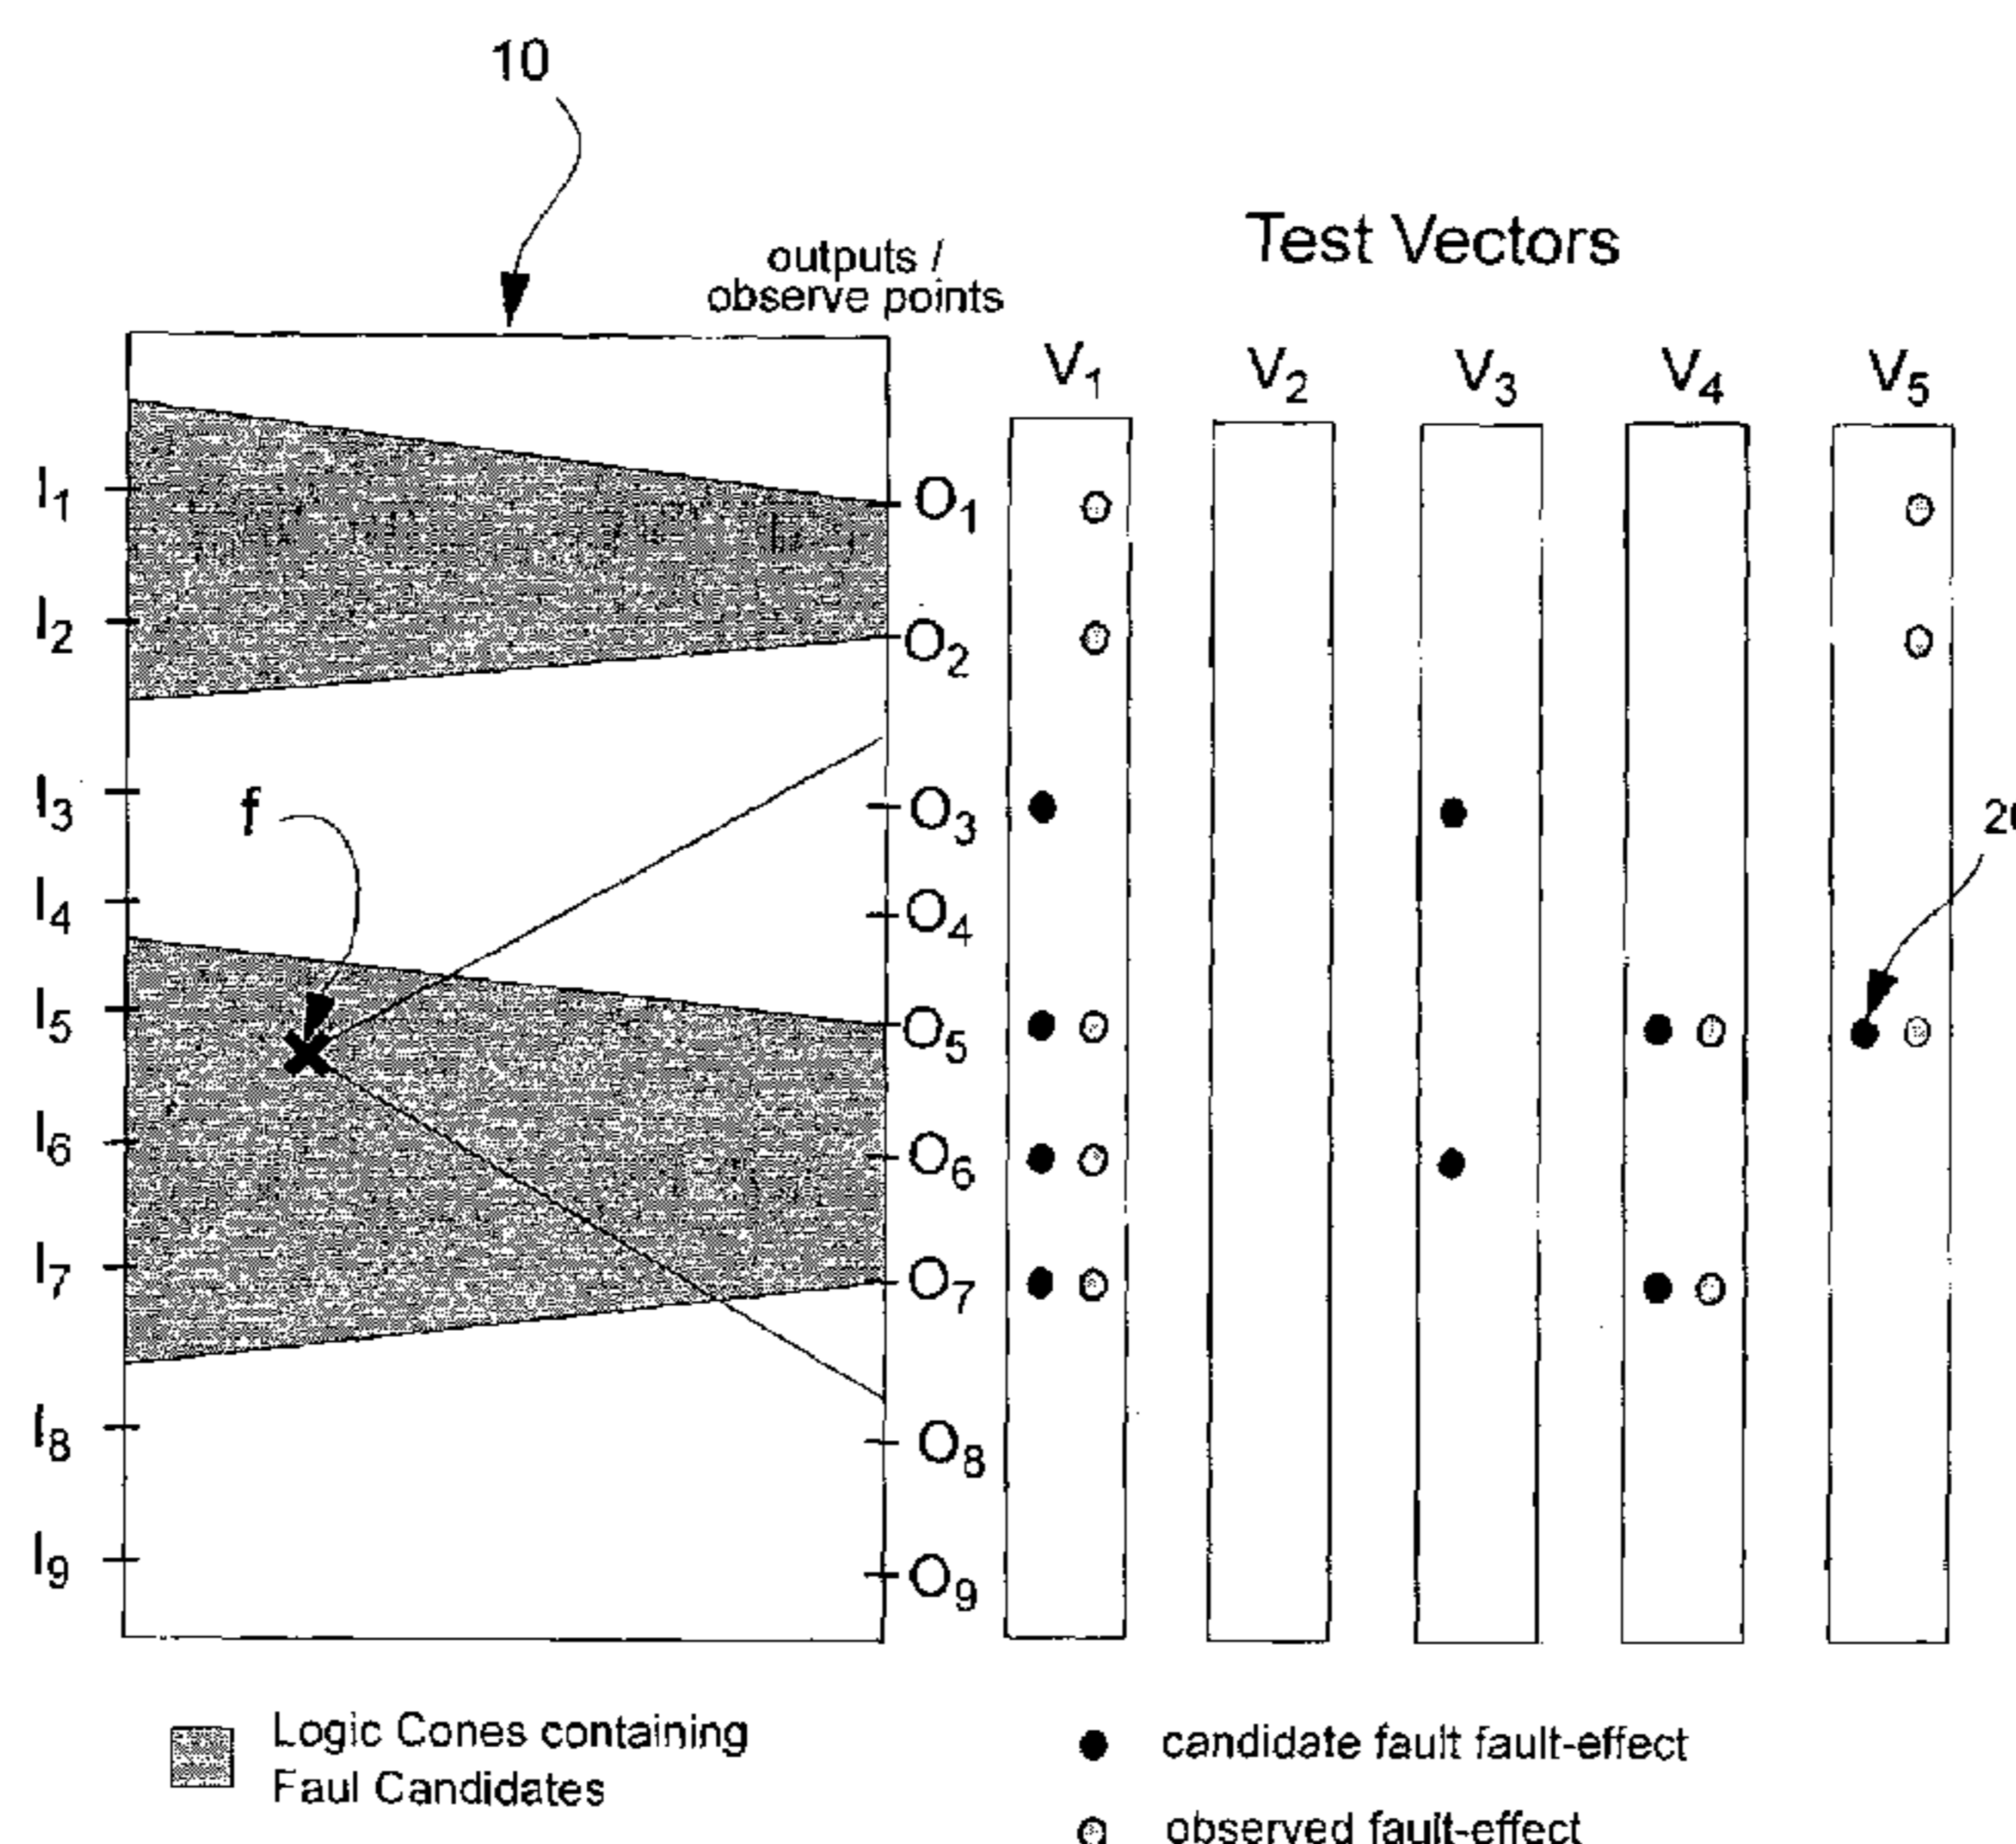 10
outputs /
observe points
Test Vectors
V1 V2 V3 V4 V5
I1
I2
I3
I4
I5
I6
I7
I8
I9
f
O1
O2
O3
O4
O5
O6
O7
O8
O9
Logic Cones containing
Faul Candidates
candidate fault fault-effect
observed fault-effect